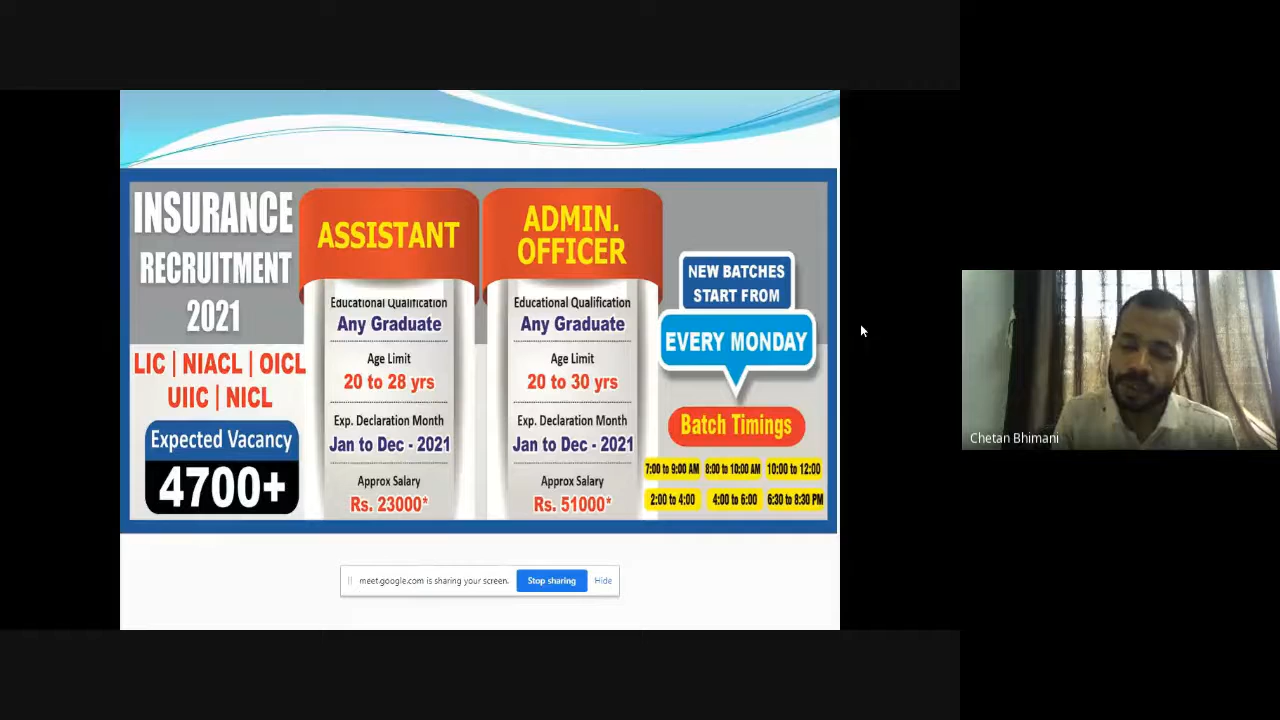 INSURANCE
RECRUITMENT
2021
LIC | NIACL | OICL
UIIC | NICL
Expected Vacancy
4700+
ASSISTANT
Educational Qualification
Any Graduate
Age Limit
20 to 28 yrs
Exp. Declaration Month
Jan to Dec - 2021
Approx Salary
Rs. 23000*
ADMIN.
OFFICER
Educational Qualification
Any Graduate
Age Limit
20 to 30 yrs
Exp. Declaration Month
Jan to Dec - 2021
Approx Salary
Rs. 51000*
NEW BATCHES
START FROM
EVERY MONDAY
Batch Timings
7:00 to 9:00 AM 8:00 to 10:00 AM 10:00 to 12:00
2:00 to 4:00 4:00 to 6:00 6:30 to 8:30 PM
meet.google.com is sharing your screen. Stop sharing Hide
Chetan Bhimani